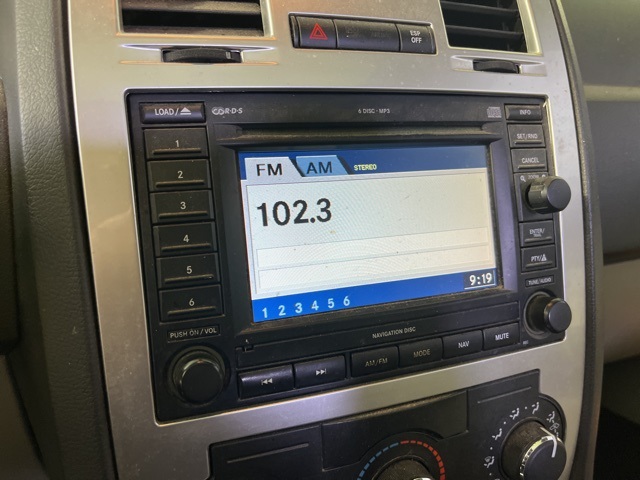 ESP
OFF
LOAD/
R·D·S
6 DISC / MP3
INFO
1
2
3
4
5
6
SET/RND
CANCEL
ENTER/
PTY/
TUNE/AUDIO
FM AM STEREO
102.3
9:19
1 2 3 4 5 6
PUSH ON / VOL
NAVIGATION DISC
AM/FM
MODE
NAV
MUTE